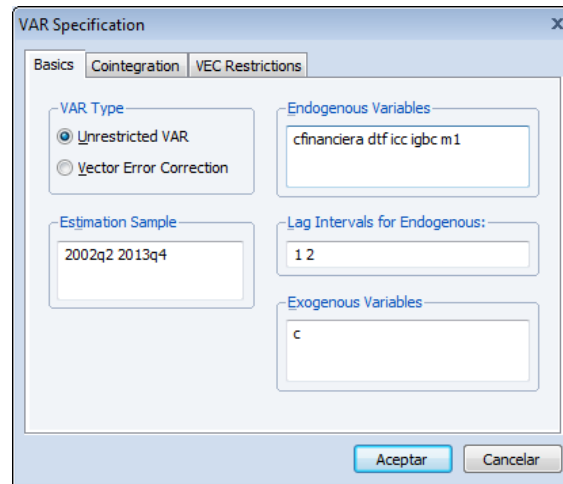 VAR Specification
x
Basics
Cointegration
VEC Restrictions
VAR Type
Unrestricted VAR
Vector Error Correction
Endogenous Variables
cfinanciera dtf icc igbc m1
Estimation Sample
2002q2 2013q4
Lag Intervals for Endogenous:
1 2
Exogenous Variables
c
Aceptar
Cancelar